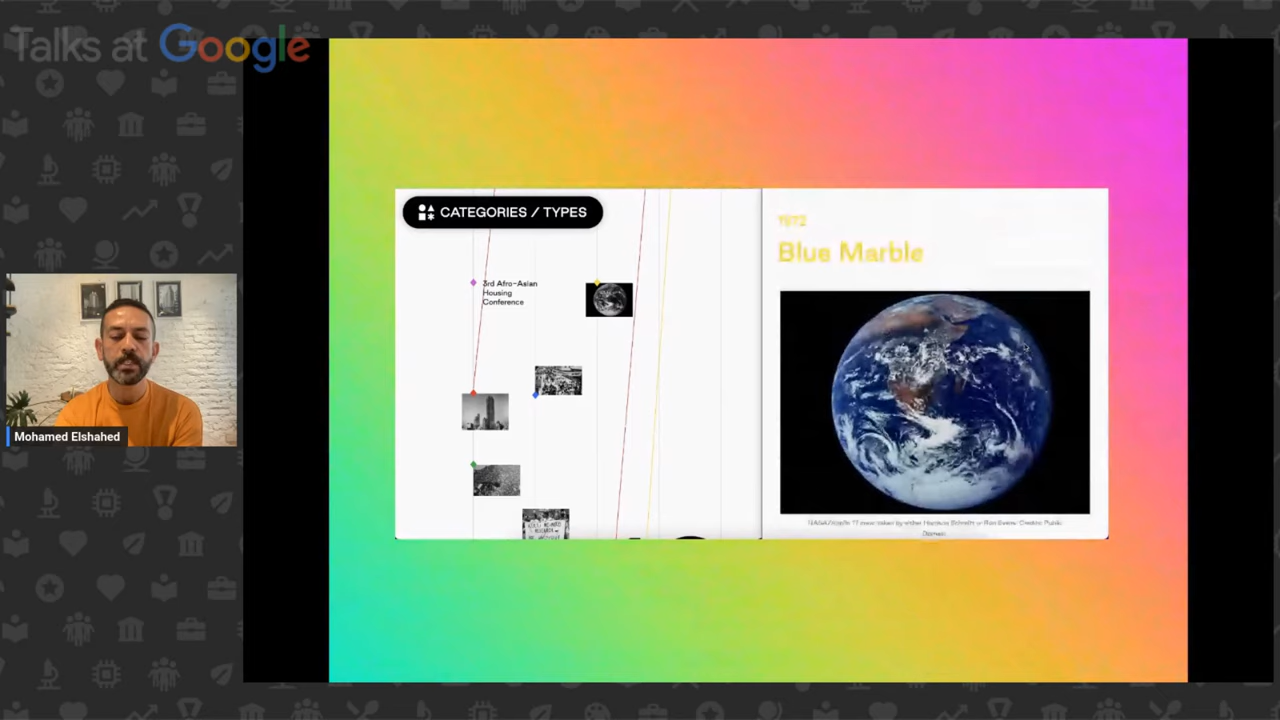 Talks at Google
CATEGORIES / TYPES
3rd Afro-Asian
Housing
Conference
1972
Blue Marble
Mohamed Elshahed